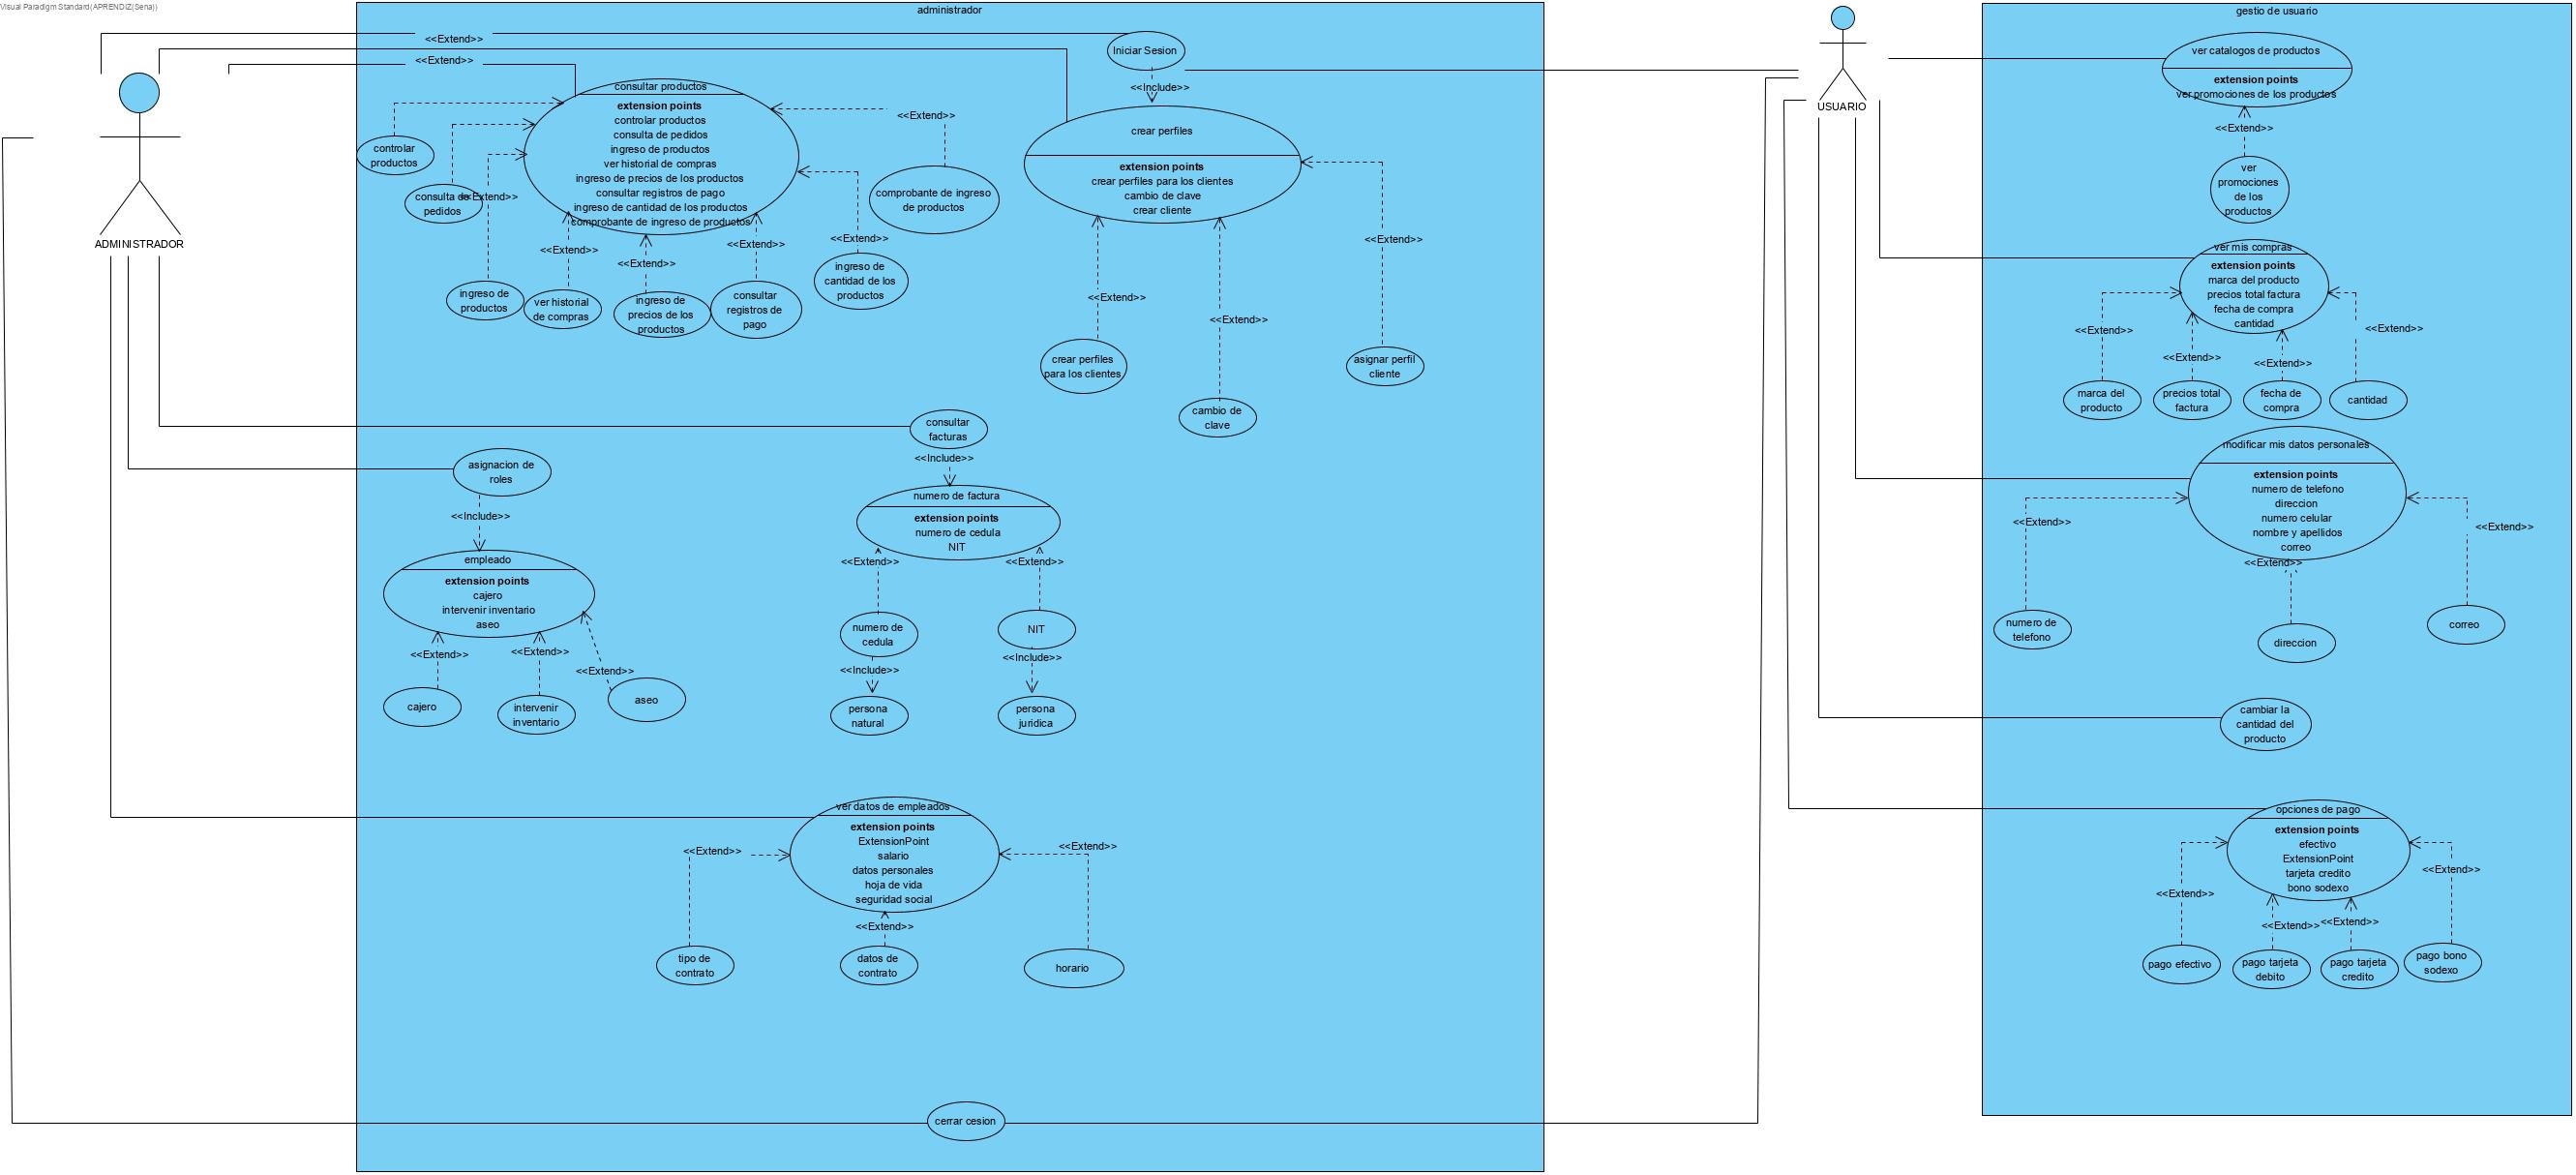 Visual Paradigm Standard(APRENDIZ(Sena))
administrador
<<Extend>>
<<Extend>>
Iniciar Sesion
<<Include>>
ADMINISTRADOR
consultar productos
extension points
controlar productos
consulta de pedidos
ingreso de productos
ver historial de compras
ingreso de precios de los productos
consultar registros de pago
ingreso de cantidad de los productos
comprobante de ingreso de productos
controlar
productos
consulta de
pedidos
<<Extend>>
<<Extend>>
comprobante de ingreso
de productos
<<Extend>>
<<Extend>>
<<Extend>>
<<Extend>>
ingreso de
productos
ver historial
de compras
ingreso de
precios de los
productos
consultar
registros de
pago
ingreso de
cantidad de los
productos
crear perfiles
extension points
crear perfiles para los clientes
cambio de clave
crear cliente
<<Extend>>
<<Extend>>
<<Extend>>
crear perfiles
para los clientes
cambio de
clave
asignar perfil
cliente
consultar
facturas
<<Include>>
numero de factura
extension points
numero de cedula
NIT
<<Extend>>
<<Extend>>
numero de
cedula
NIT
<<Include>>
<<Include>>
persona
natural
persona
juridica
asignacion de
roles
<<Include>>
empleado
extension points
cajero
intervenir inventario
aseo
<<Extend>>
<<Extend>>
<<Extend>>
cajero
intervenir
inventario
aseo
ver datos de empleados
extension points
ExtensionPoint
salario
datos personales
hoja de vida
seguridad social
<<Extend>>
<<Extend>>
<<Extend>>
tipo de
contrato
datos de
contrato
horario
cerrar cesion
USUARIO
gestio de usuario
ver catalogos de productos
extension points
ver promociones de los productos
<<Extend>>
ver
promociones
de los
productos
ver mis compras
extension points
marca del producto
precios total factura
fecha de compra
cantidad
<<Extend>>
<<Extend>>
<<Extend>>
<<Extend>>
marca del
producto
precios total
factura
fecha de
compra
cantidad
modificar mis datos personales
extension points
numero de telefono
direccion
numero celular
nombre y apellidos
correo
<<Extend>>
<<Extend>>
<<Extend>>
numero de
telefono
direccion
correo
cambiar la
cantidad del
producto
opciones de pago
extension points
efectivo
ExtensionPoint
tarjeta credito
bono sodexo
<<Extend>>
<<Extend>>
<<Extend>>
<<Extend>>
pago efectivo
pago tarjeta
debito
pago tarjeta
credito
pago bono
sodexo